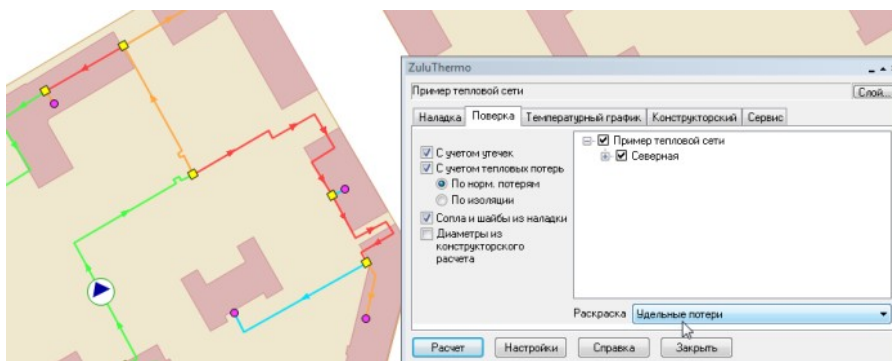 ZuluThermo
Пример тепловой сети
Слой...
Наладка Поверка Температурный график Конструкторский Сервис
С учетом утечек
С учетом тепловых потерь
По норм. потерям
По изоляции
Сопла и шайбы из наладки
Диаметры из
конструкторского
расчета
Пример тепловой сети
Северная
Раскраска Удельные потери
Расчет Настройки Справка Закрыть